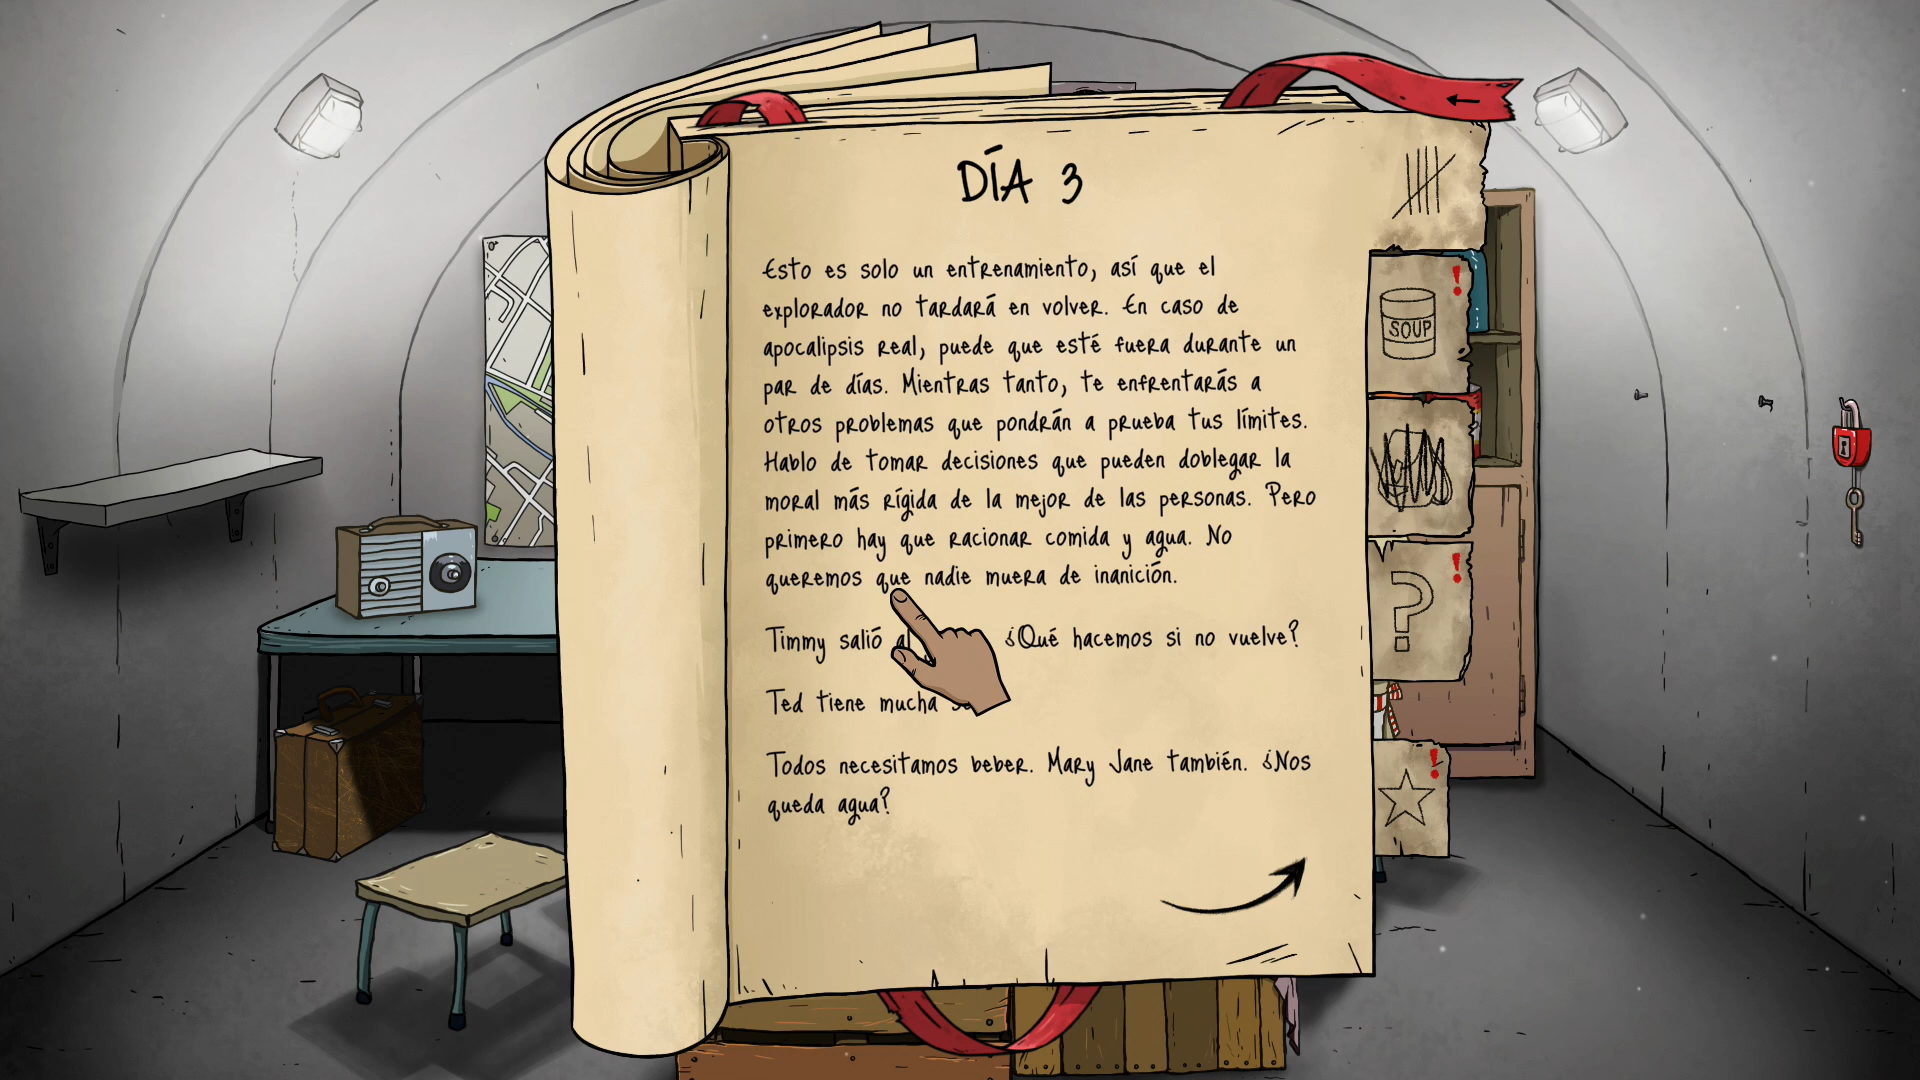 DÍA 3
Esto es solo un entrenamiento, así que el
explorador no tardará en volver. En caso de
apocalipsis real, puede que esté fuera durante un
par de días. Mientras tanto, te enfrentarás a
otros problemas que pondrán a prueba tus límites.
Hablo de tomar decisiones que pueden doblegar la
moral más rígida de la mejor de las personas. Pero
primero hay que racionar comida y agua. No
queremos que nadie muera de inanición.
Timmy salió ¿Qué hacemos si no vuelve?
Ted tiene mucha
Todos necesitamos beber. Mary Jane también. ¿Nos
queda agua?
!
SOUP
!
?
!